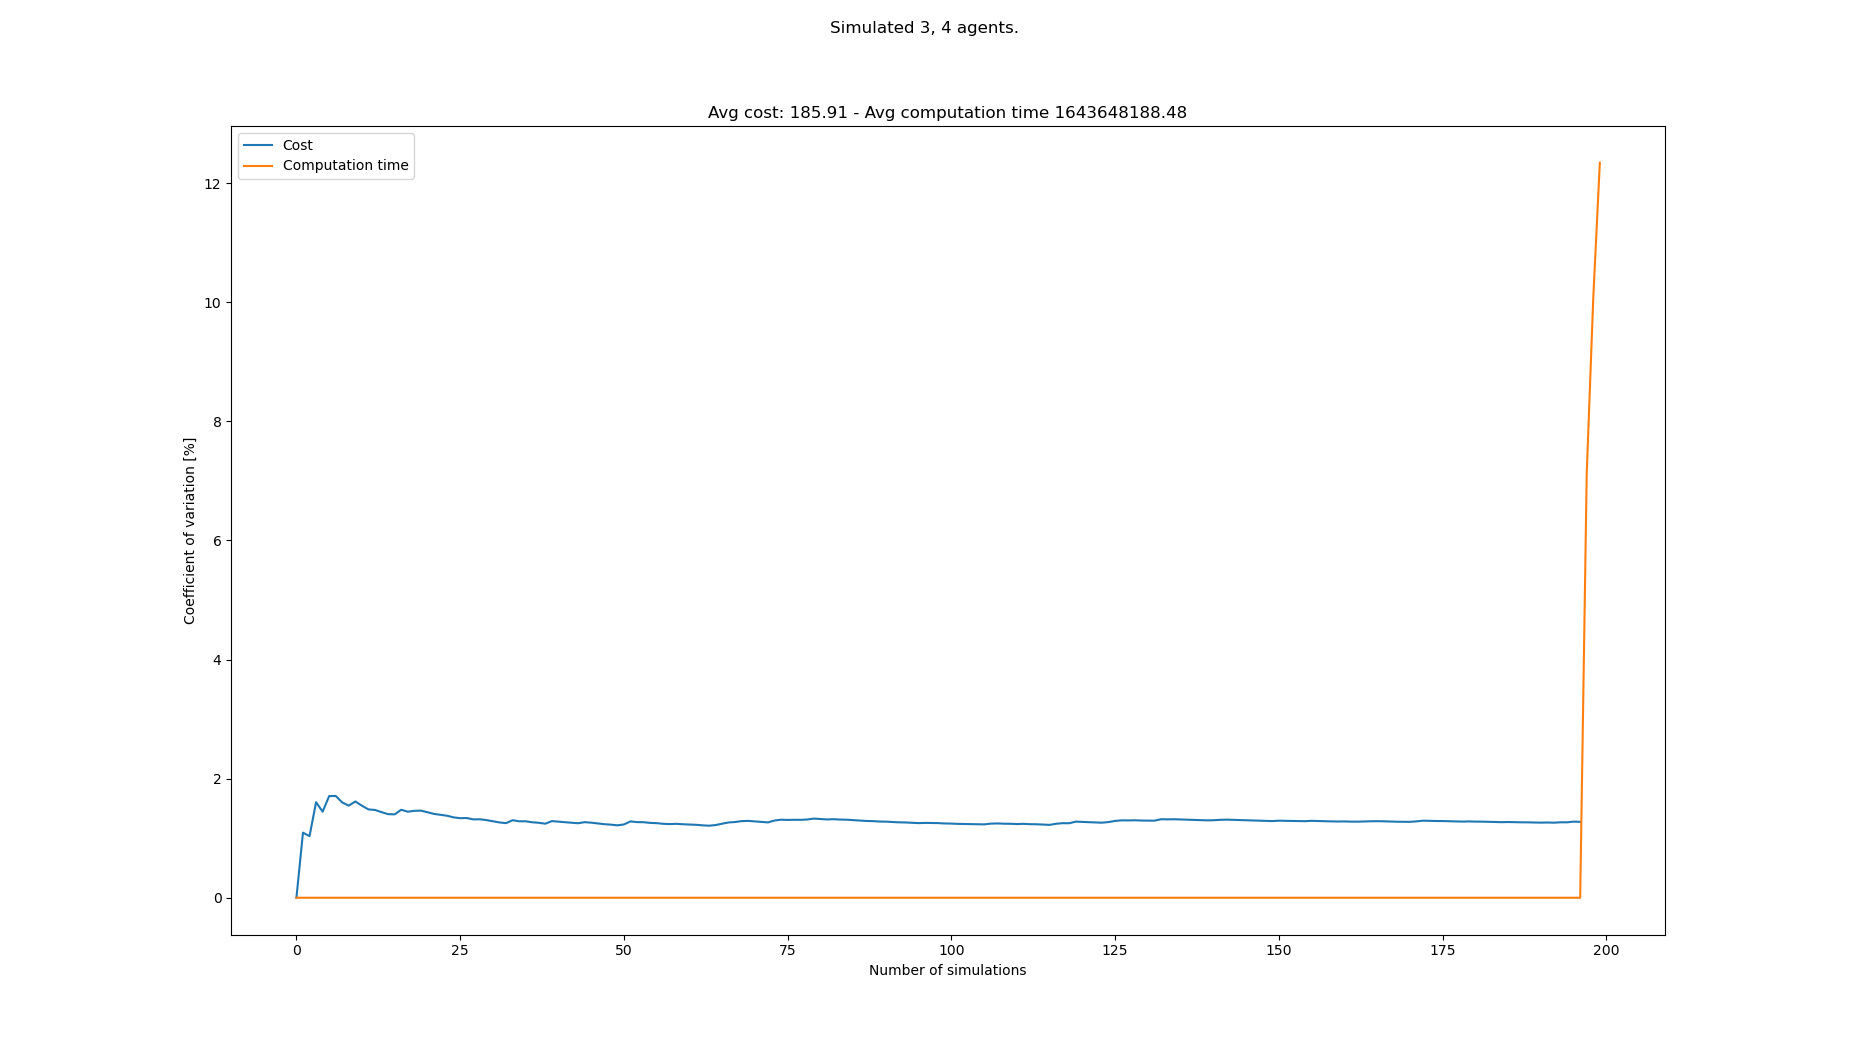 Simulated 3, 4 agents.
Avg cost: 185.91 - Avg computation time 1643648188.48
Cost
Computation time
12
10
8
6
4
2
0
Coefficient of variation [%]
0 25 50 75 100 125 150 175 200
Number of simulations